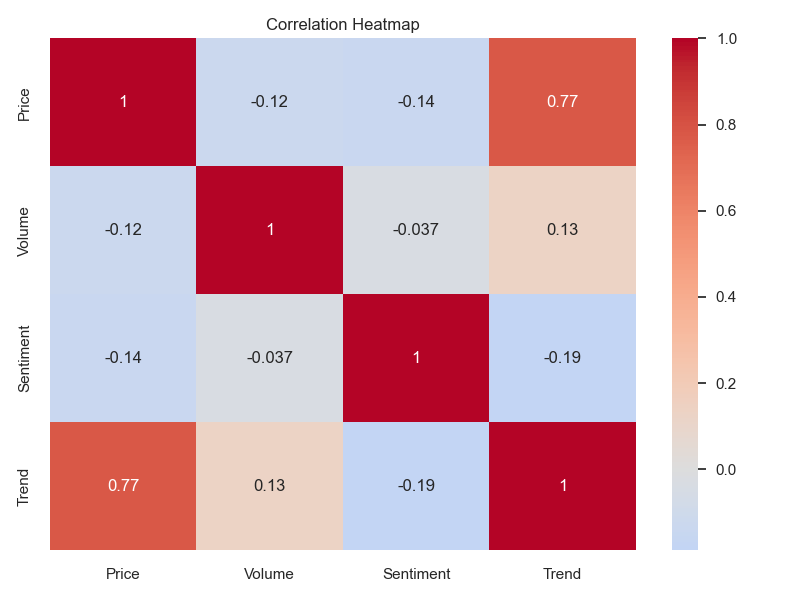 Correlation Heatmap
Price 1 -0.12 -0.14 0.77
Volume -0.12 1 -0.037 0.13
Sentiment -0.14 -0.037 1 -0.19
Trend 0.77 0.13 -0.19 1
Price Volume Sentiment Trend
1.0
0.8
0.6
0.4
0.2
0.0